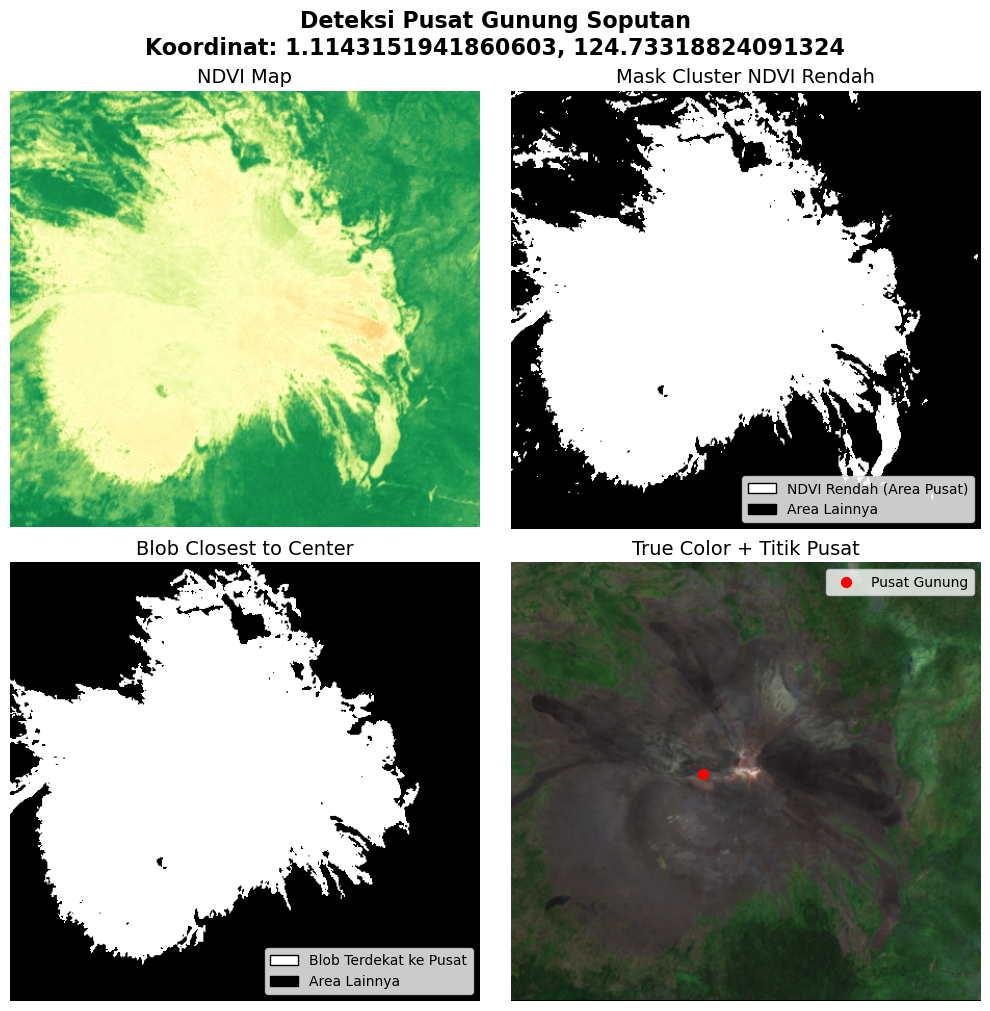 Deteksi Pusat Gunung Soputan
Koordinat: 1.1143151941860603, 124.73318824091324
NDVI Map
Mask Cluster NDVI Rendah
NDVI Rendah (Area Pusat)
Area Lainnya
Blob Closest to Center
True Color + Titik Pusat
Blob Terdekat ke Pusat
Area Lainnya
Pusat Gunung